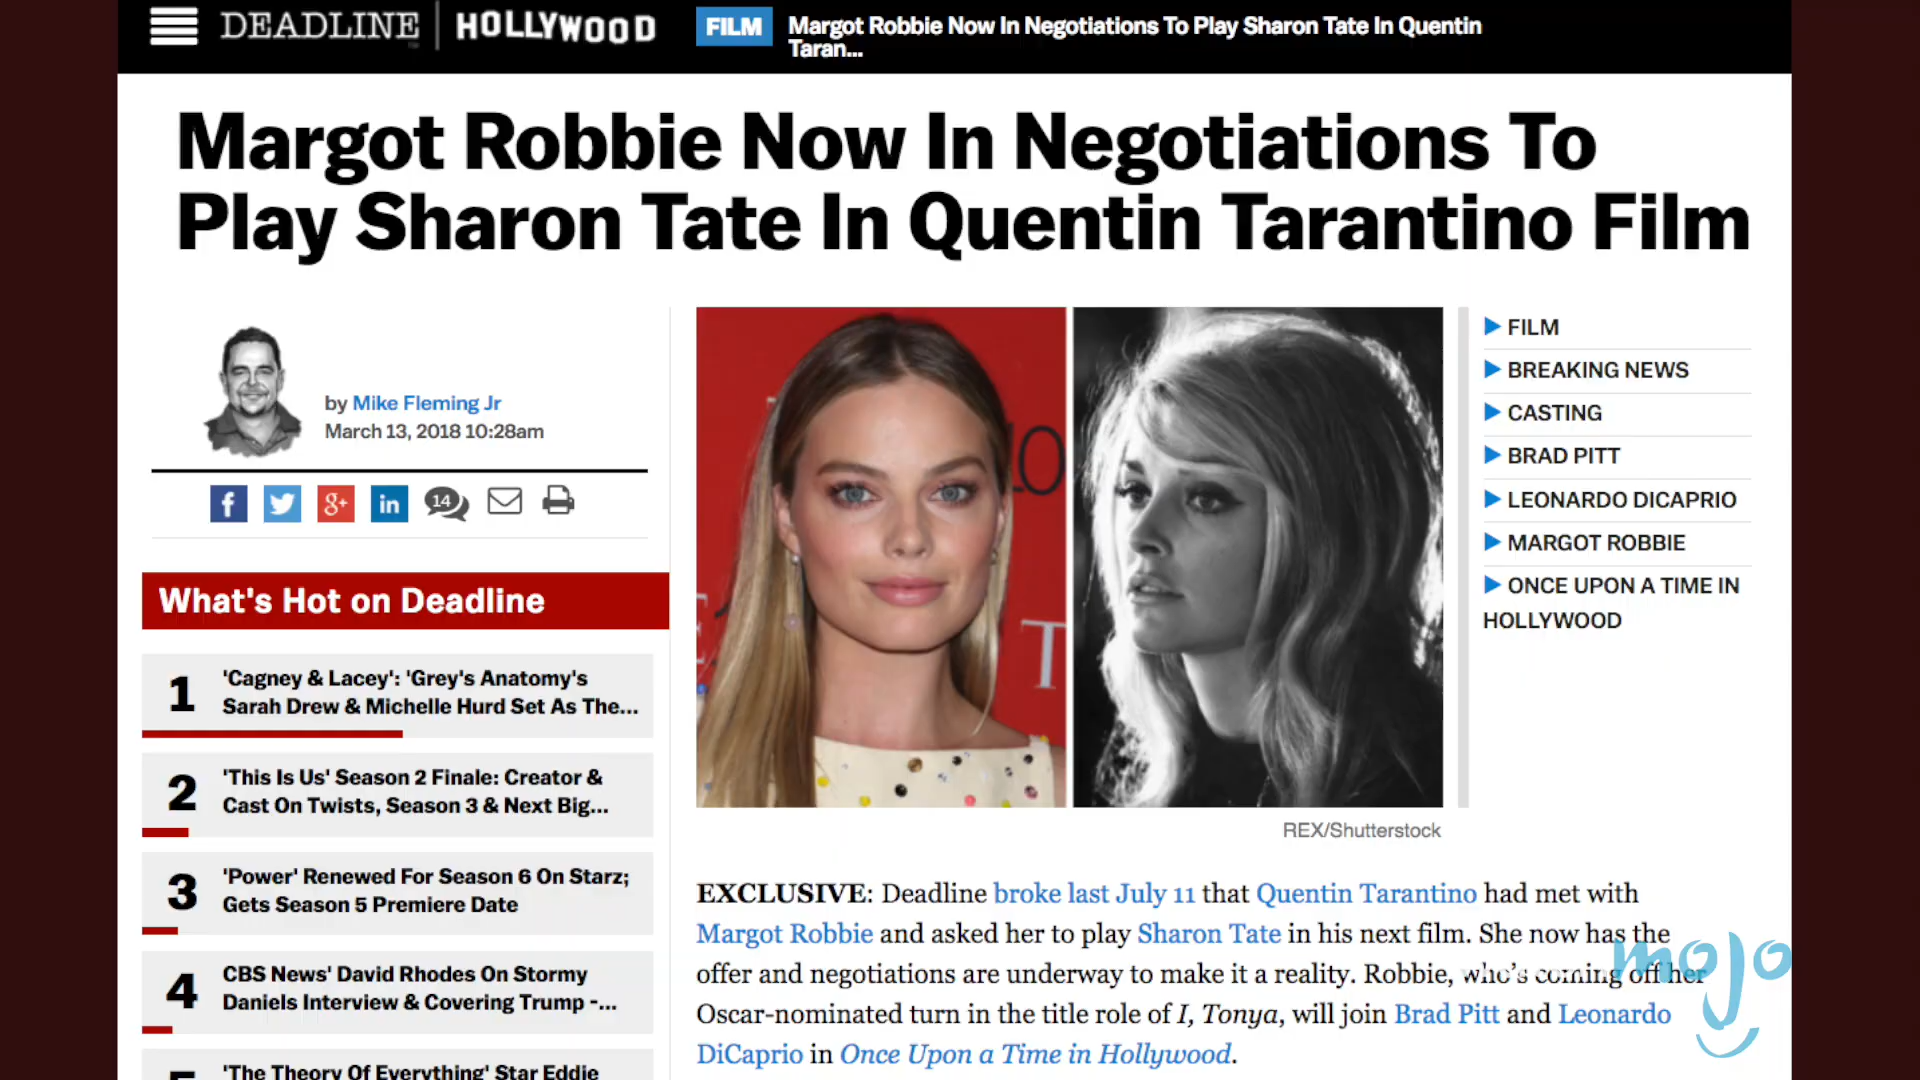 DEADLINE | HOLLYWOOD
FILM
Margot Robbie Now In Negotiations To Play Sharon Tate In Quentin
Taran...
Margot Robbie Now In Negotiations To
Play Sharon Tate In Quentin Tarantino Film
by Mike Fleming Jr
March 13, 2018 10:28am
f
g+
in
14
What's Hot on Deadline
1
'Cagney & Lacey': 'Grey's Anatomy's
Sarah Drew & Michelle Hurd Set As The...
2
'This Is Us' Season 2 Finale: Creator &
Cast On Twists, Season 3 & Next Big...
3
'Power' Renewed For Season 6 On Starz;
Gets Season 5 Premiere Date
4
CBS News' David Rhodes On Stormy
Daniels Interview & Covering Trump -...
'The Theory Of Everything' Star Eddie
REX/Shutterstock
FILM
BREAKING NEWS
CASTING
BRAD PITT
LEONARDO DICAPRIO
MARGOT ROBBIE
ONCE UPON A TIME IN
HOLLYWOOD
EXCLUSIVE: Deadline broke last July 11 that Quentin Tarantino had met with
Margot Robbie and asked her to play Sharon Tate in his next film. She now has the
offer and negotiations are underway to make it a reality. Robbie, who's coming off her
Oscar-nominated turn in the title role of I, Tonya, will join Brad Pitt and Leonardo
DiCaprio in Once Upon a Time in Hollywood.
mojo